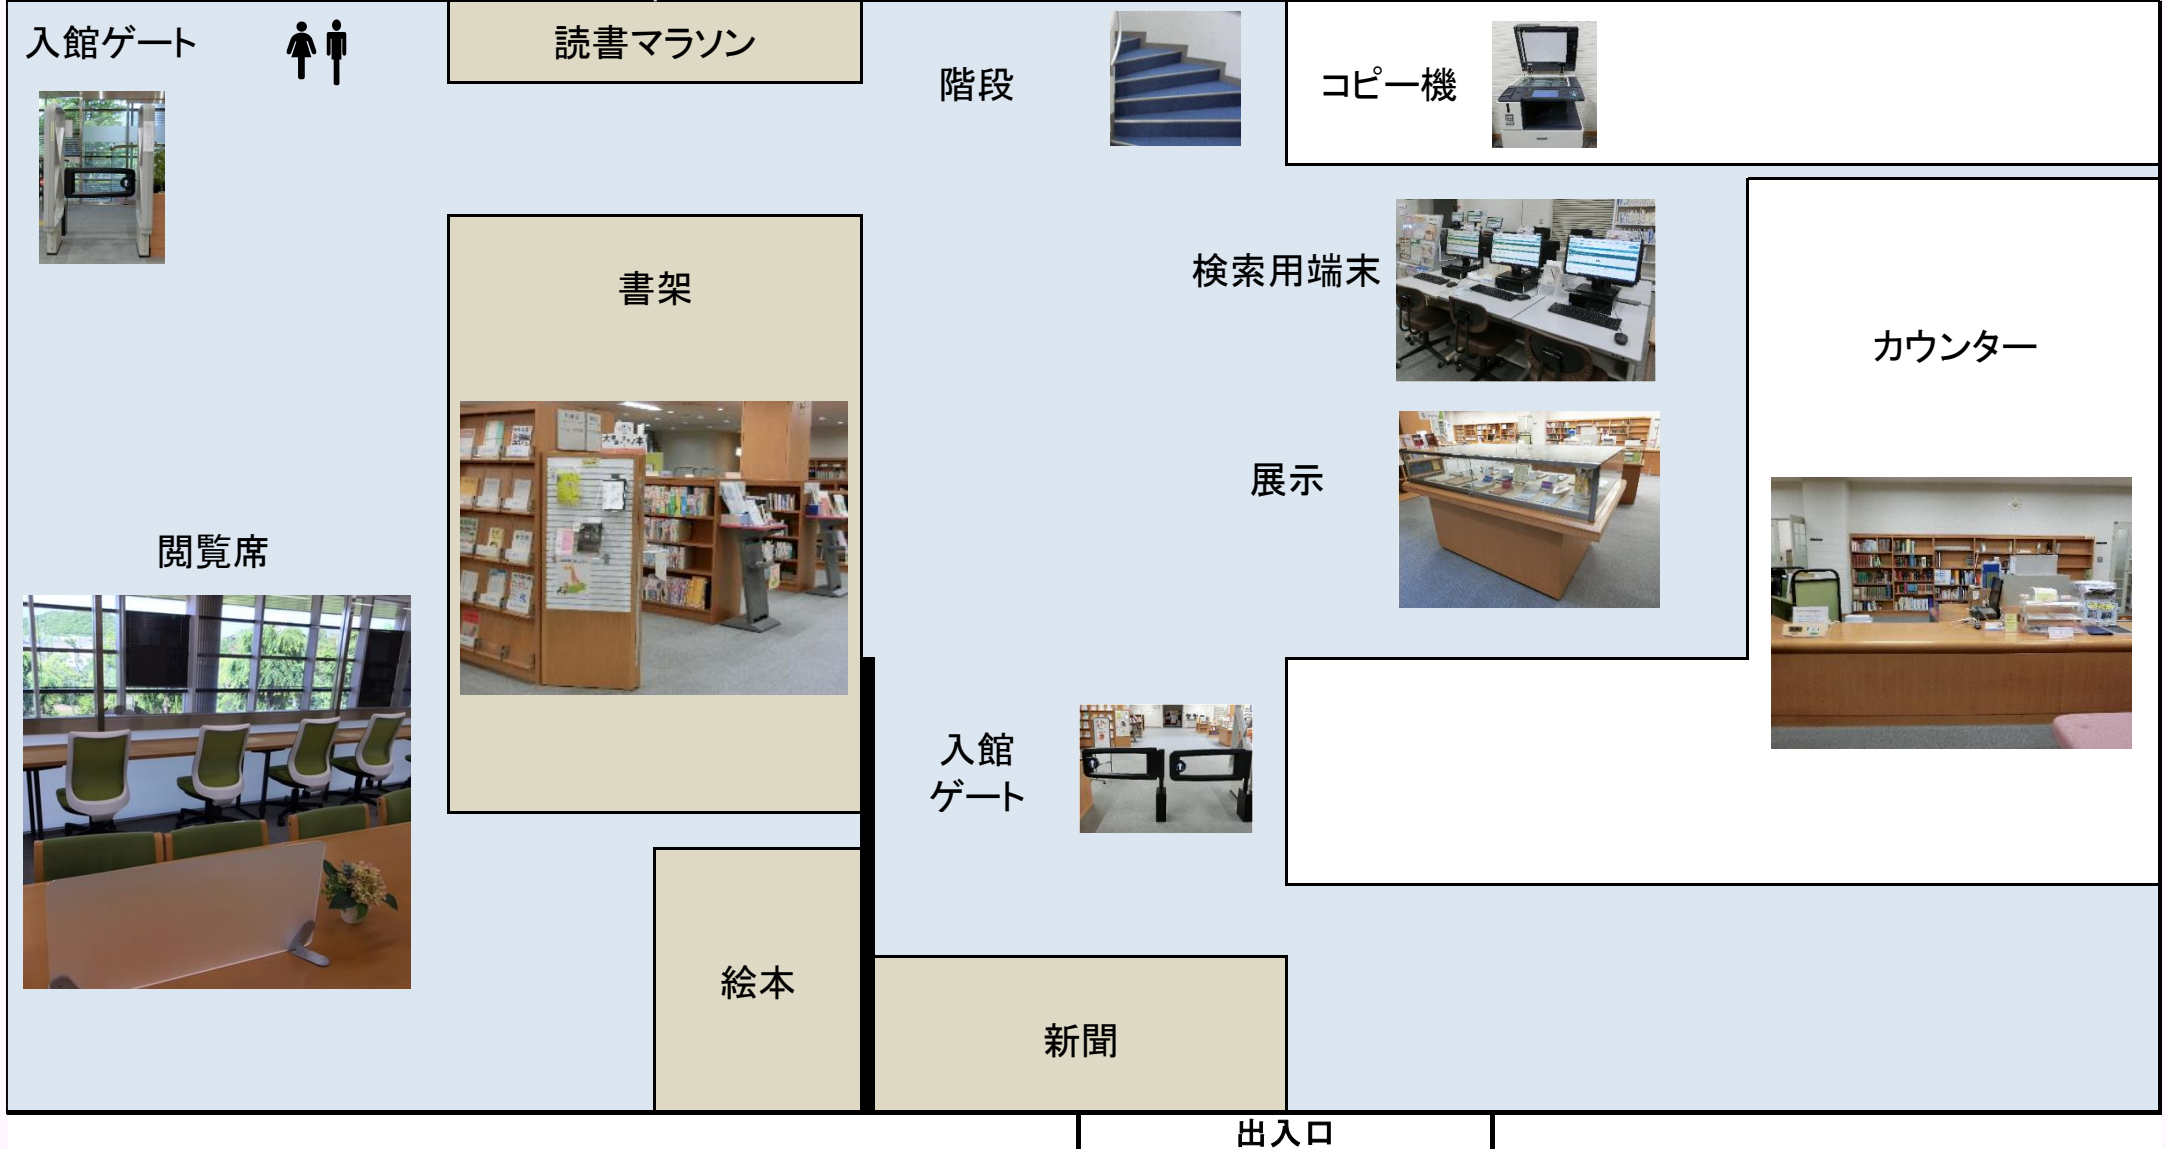 入館ゲート
読書マラソン
階段
コピー機
検索用端末
書架
カウンター
展示
閲覧席
入館
ゲート
絵本
新聞
出入口